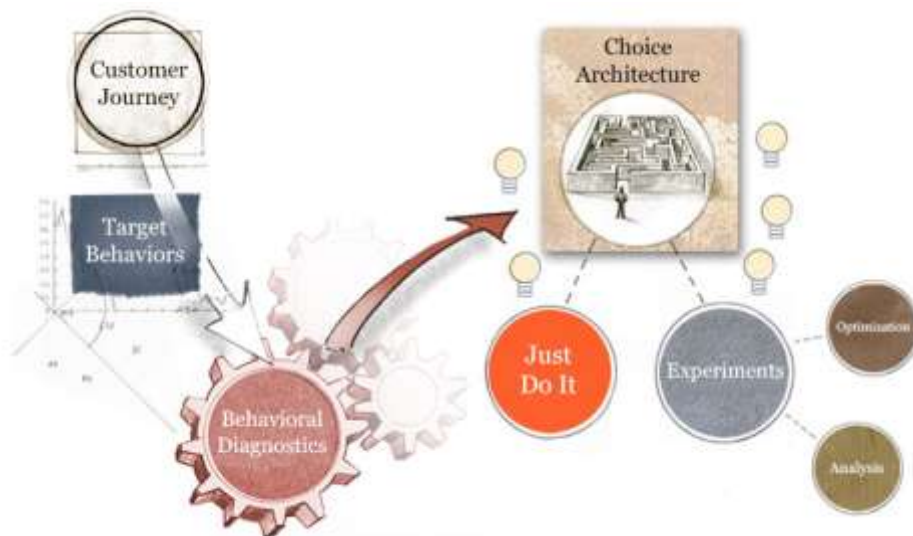 Customer
Journey
Target
Behaviors
Behavioral
Diagnostics
Choice
Architecture
Just
Do It
Experiments
Optimization
Analysis